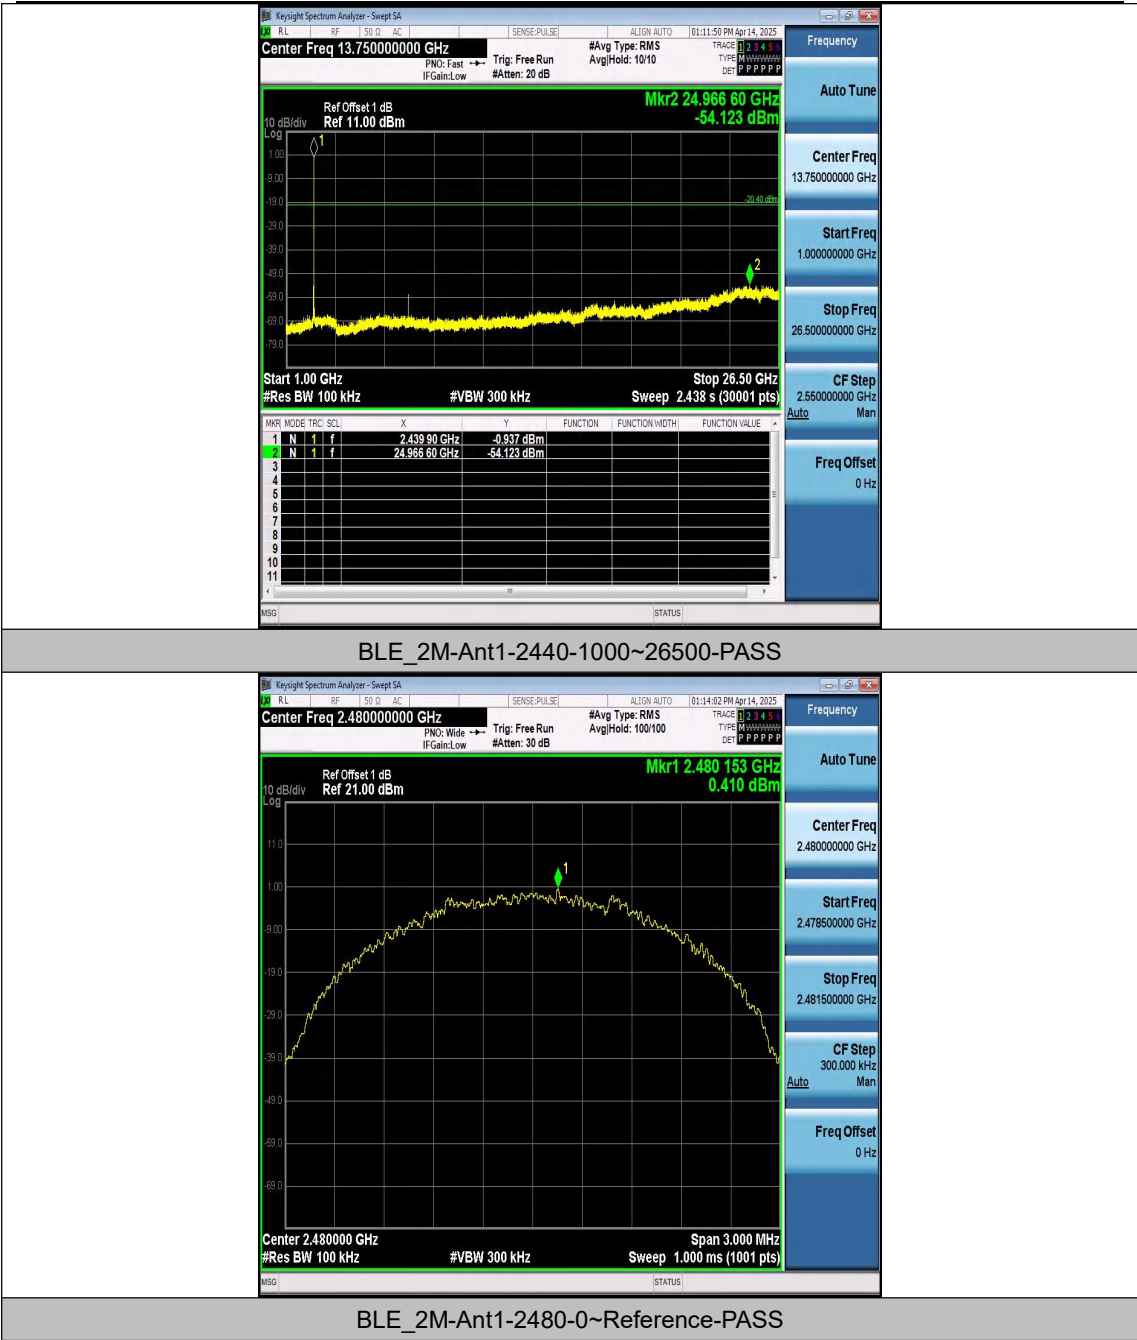 Keysight Spectrum Analyzer - Swept SA
RL RF 50 Ω AC SENSE:PULSE ALIGN AUTO 01:11:50 PM Apr 14, 2025
Center Freq 13.750000000 GHz
PNO: Fast
IFGain:Low
Trig: Free Run
#Atten: 20 dB
#Avg Type: RMS
Avg|Hold: 10/10
TRACE 1 2 3 4 5 6
TYPE M W W W W W
DET P P P P P P
Frequency
Auto Tune
Center Freq
13.750000000 GHz
Start Freq
1.000000000 GHz
Stop Freq
26.500000000 GHz
CF Step
2.550000000 GHz
Auto Man
Freq Offset
0 Hz
Mkr2 24.966 60 GHz
-54.123 dBm
Ref Offset 1 dB
10 dB/div Ref 11.00 dBm
Log
1
1.00
-9.00
-19.0
-20.40 dBm
-29.0
-39.0
-49.0
2
-59.0
-69.0
-79.0
Start 1.00 GHz Stop 26.50 GHz
#Res BW 100 kHz #VBW 300 kHz Sweep 2.438 s (30001 pts)
MKR MODE TRC SCL X Y FUNCTION FUNCTION WIDTH FUNCTION VALUE
1 N 1 f 2.439 90 GHz -0.937 dBm
2 N 1 f 24.966 60 GHz -54.123 dBm
3
4
5
6
7
8
9
10
11
MSG STATUS
BLE_2M-Ant1-2440-1000~26500-PASS
Keysight Spectrum Analyzer - Swept SA
RL RF 50 Ω AC SENSE:PULSE ALIGN AUTO 01:14:02 PM Apr 14, 2025
Center Freq 2.480000000 GHz
PNO: Wide
IFGain:Low
Trig: Free Run
#Atten: 30 dB
#Avg Type: RMS
Avg|Hold: 100/100
TRACE 1 2 3 4 5 6
TYPE M W W W W W
DET P P P P P P
Frequency
Auto Tune
Center Freq
2.480000000 GHz
Start Freq
2.478500000 GHz
Stop Freq
2.481500000 GHz
CF Step
300.000 kHz
Auto Man
Freq Offset
0 Hz
Mkr1 2.480 153 GHz
0.410 dBm
Ref Offset 1 dB
10 dB/div Ref 21.00 dBm
Log
11.0
1
1.00
-9.00
-19.0
-29.0
-39.0
-49.0
-59.0
-69.0
Center 2.480000 GHz Span 3.000 MHz
#Res BW 100 kHz #VBW 300 kHz Sweep 1.000 ms (1001 pts)
MSG STATUS
BLE_2M-Ant1-2480-0~Reference-PASS